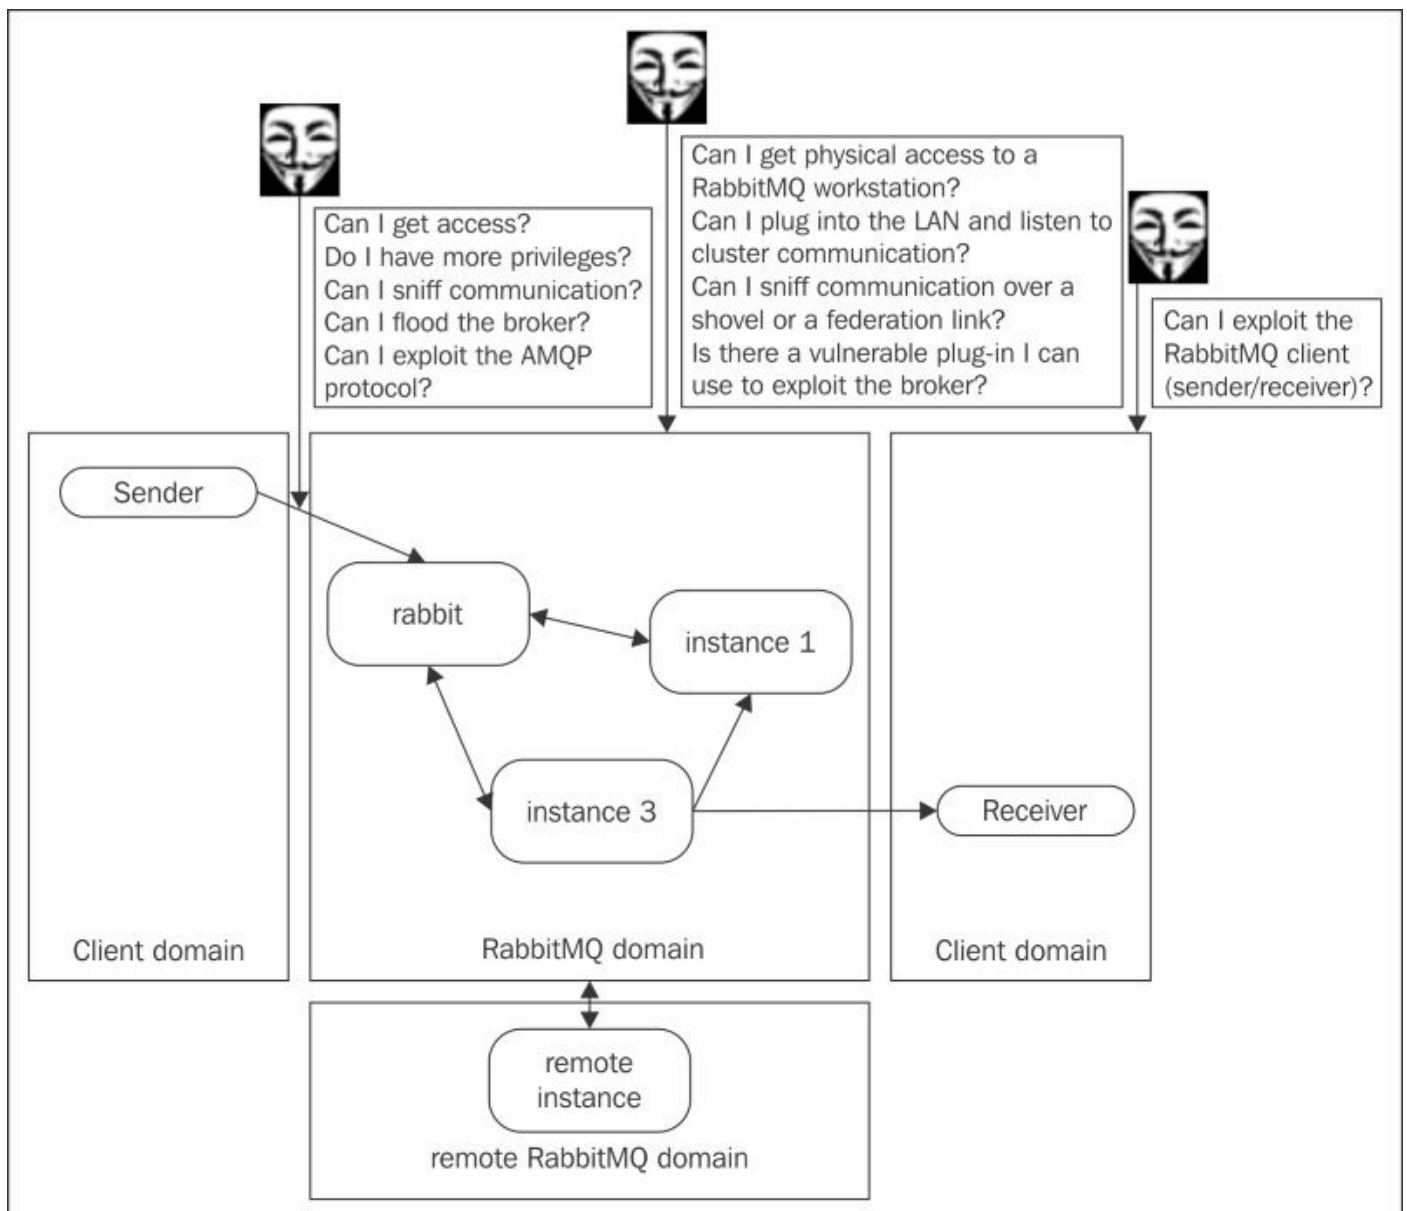 Can I get physical access to a
RabbitMQ workstation?
Can I plug into the LAN and listen to
cluster communication?
Can I sniff communication over a
shovel or a federation link?
Is there a vulnerable plug-in I can
use to exploit the broker?
Can I get access?
Do I have more privileges?
Can I sniff communication?
Can I flood the broker?
Can I exploit the AMQP
protocol?
Can I exploit the
RabbitMQ client
(sender/receiver)?
Sender
rabbit
instance 1
instance 3
Receiver
Client domain
RabbitMQ domain
Client domain
remote
instance
remote RabbitMQ domain